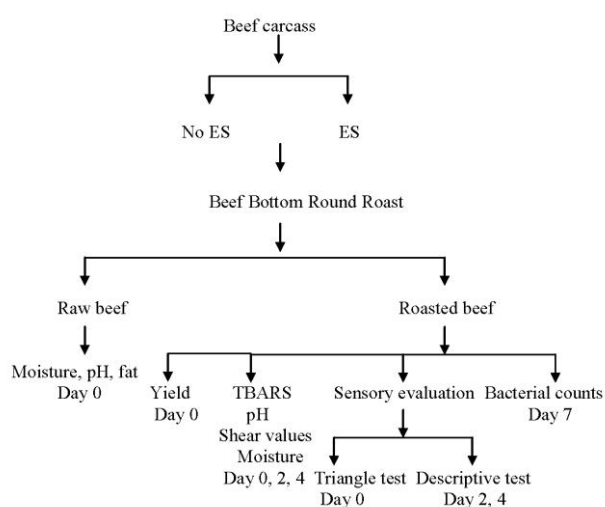 Beef carcass
No ES
ES
Beef Bottom Round Roast
Raw beef
Roasted beef
Moisture, pH, fat
Day 0
Yield
Day 0
TBARS
pH
Shear values
Moisture
Day 0, 2, 4
Sensory evaluation
Bacterial counts
Day 7
Triangle test
Day 0
Descriptive test
Day 2, 4